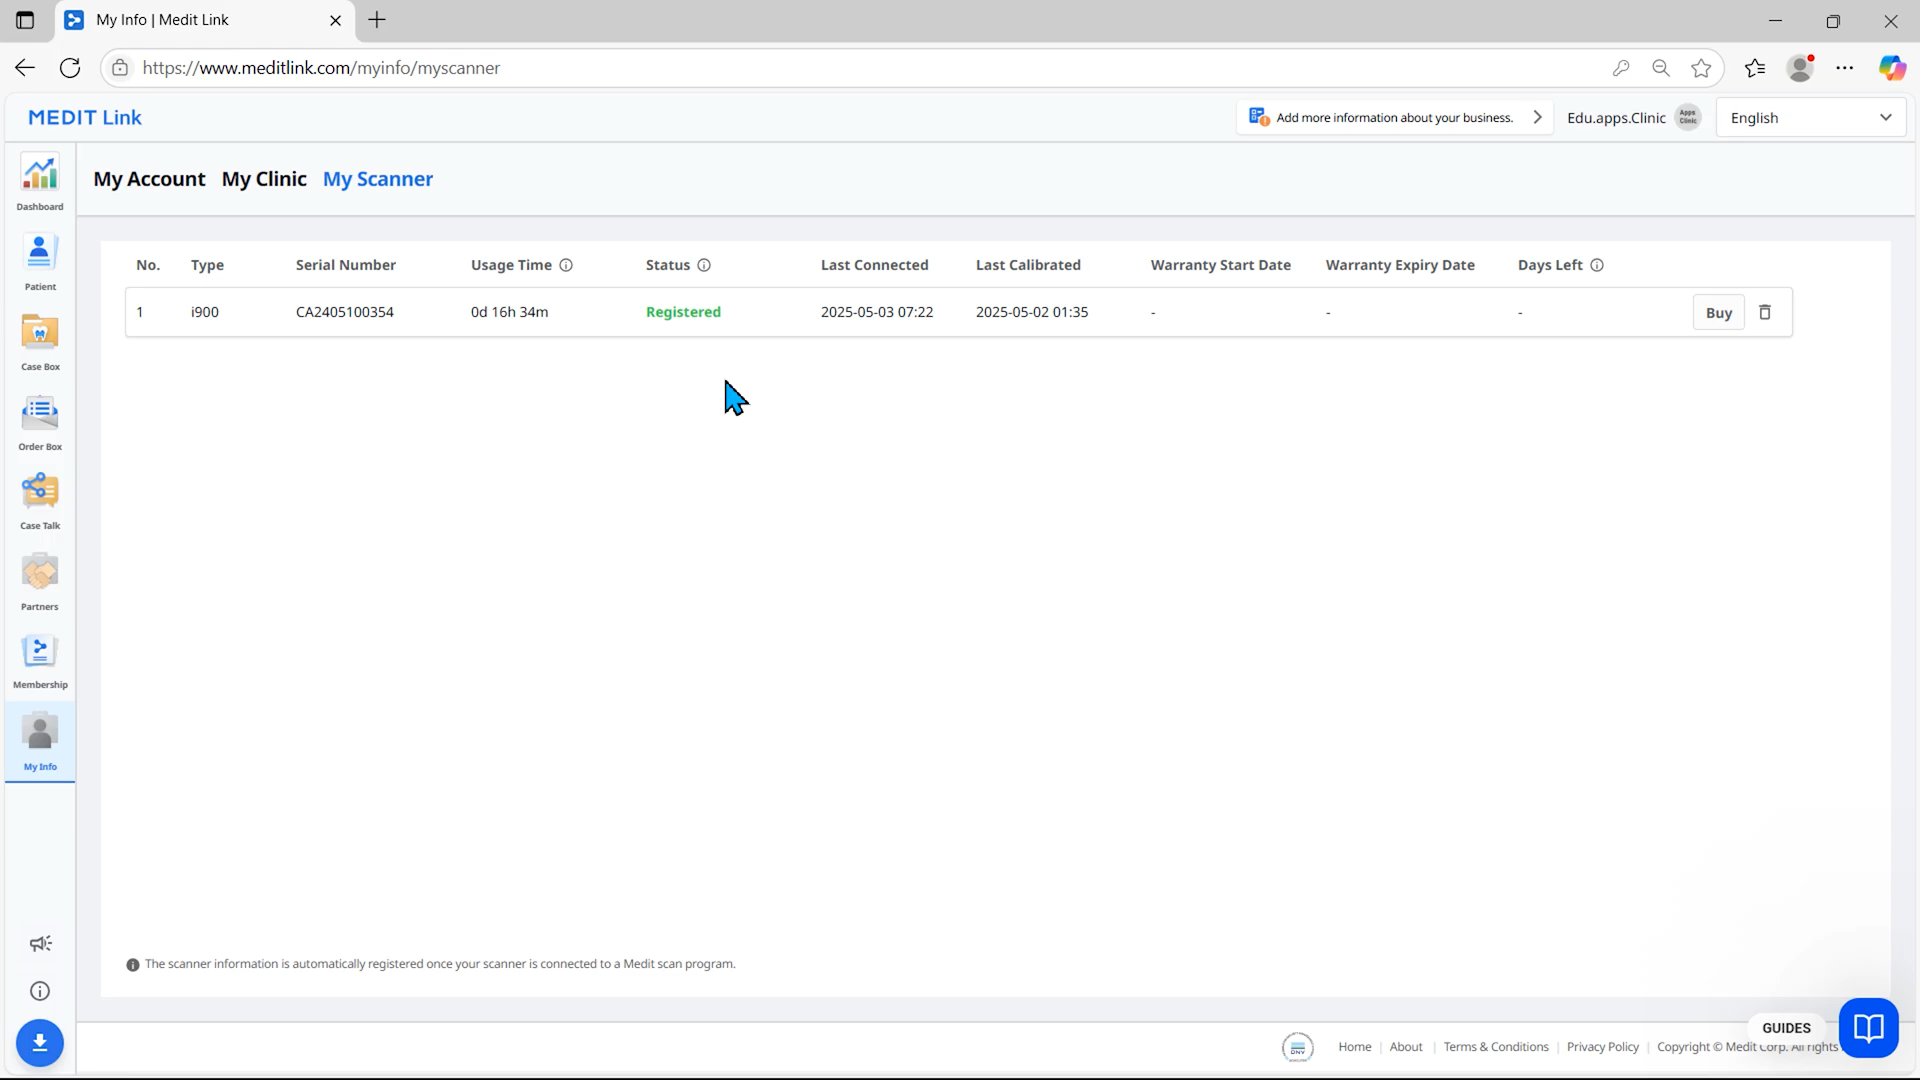 My Info | Medit Link
https://www.meditlink.com/myinfo/myscanner
MEDIT Link
Add more information about your business.
Edu.apps.Clinic
Apps
Clinic
English
My Account My Clinic My Scanner
Dashboard
Patient
Case Box
Order Box
Case Talk
Partners
Membership
My Info
No. Type Serial Number Usage Time Status Last Connected Last Calibrated Warranty Start Date Warranty Expiry Date Days Left
1 i900 CA2405100354 0d 16h 34m Registered 2025-05-03 07:22 2025-05-02 01:35 - - - Buy
The scanner information is automatically registered once your scanner is connected to a Medit scan program.
GUIDES
DNV
Home | About | Terms & Conditions | Privacy Policy | Copyright © Medit Corp. All rights